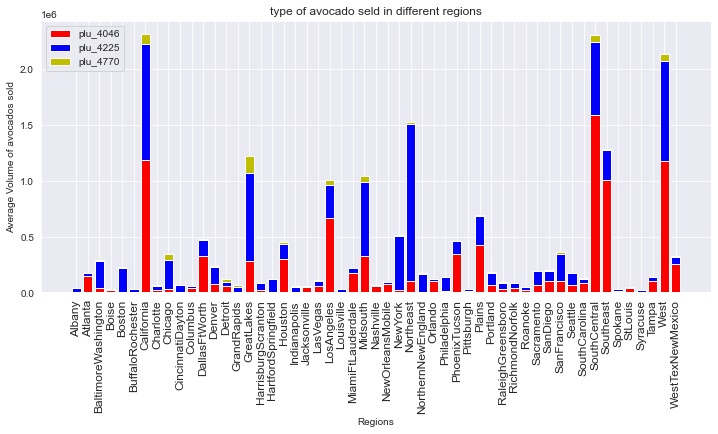 type of avocado seld in different regions
1e6
plu_4046
plu_4225
plu_4770
2.0
1.5
1.0
0.5
0.0
Average Volume of avocados sold
Albany
Atlanta
BaltimoreWashington
Boise
Boston
BuffaloRochester
California
Charlotte
Chicago
CincinnatiDayton
Columbus
DallasFtWorth
Denver
Detroit
GrandRapids
GreatLakes
HarrisburgScranton
HartfordSpringfield
Houston
Indianapolis
Jacksonville
LasVegas
LosAngeles
Louisville
MiamiFtLauderdale
Midsouth
Nashville
NewOrleansMobile
NewYork
Northeast
NorthernNewEngland
Orlando
Philadelphia
PhoenixTucson
Pittsburgh
Plains
Portland
RaleighGreensboro
RichmondNorfolk
Roanoke
Sacramento
SanDiego
SanFrancisco
Seattle
SouthCarolina
SouthCentral
Southeast
Spokane
StLouis
Syracuse
Tampa
West
WestTexNewMexico
Regions